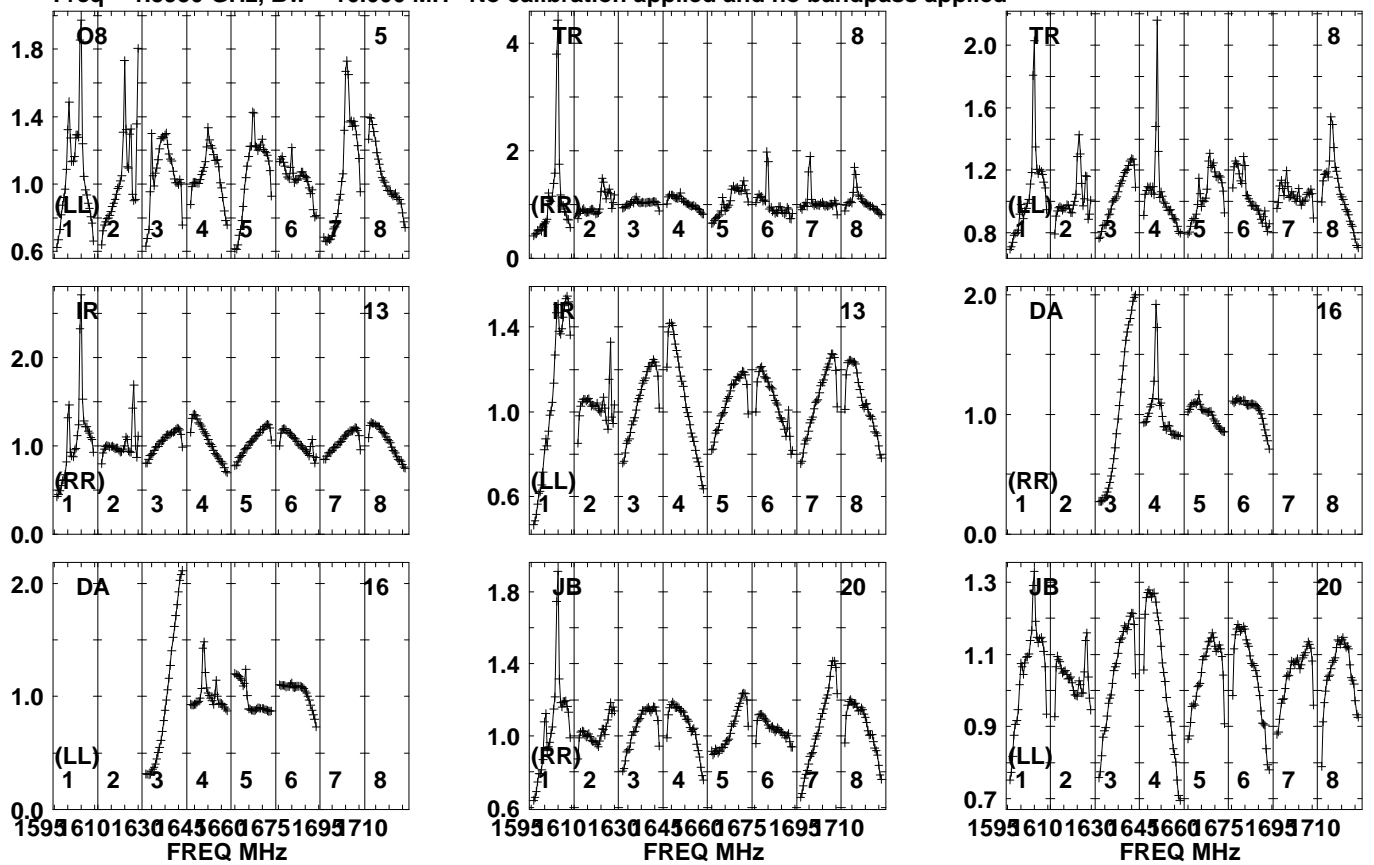 No calibration applied and no bandpass applied
O8 5 TR 8 TR 8
1.8 4 2.0
1.4 2 1.6
1.0 1.2
0.6 0 0.8
(LL) (RR) (LL)
1 2 3 4 5 6 7 8 1 2 3 4 5 6 7 8 1 2 3 4 5 6 7 8
IR 13 IR 13 DA 16
2.0 1.4 2.0
1.0 1.0 1.0
0.0 0.6 0.0
(RR) (LL) (RR)
1 2 3 4 5 6 7 8 1 2 3 4 5 6 7 8 1 2 3 4 5 6 7 8
DA 16 JB 20 JB 20
2.0 1.8 1.3
1.0 1.4 1.1
0.0 1.0 0.9
0.6 0.7
(LL) (RR) (LL)
1 2 3 4 5 6 7 8 1 2 3 4 5 6 7 8 1 2 3 4 5 6 7 8
1595 1610 1630 1645 1660 1675 1695 1710 1595 1610 1630 1645 1660 1675 1695 1710 1595 1610 1630 1645 1660 1675 1695 1710
FREQ MHz FREQ MHz FREQ MHz